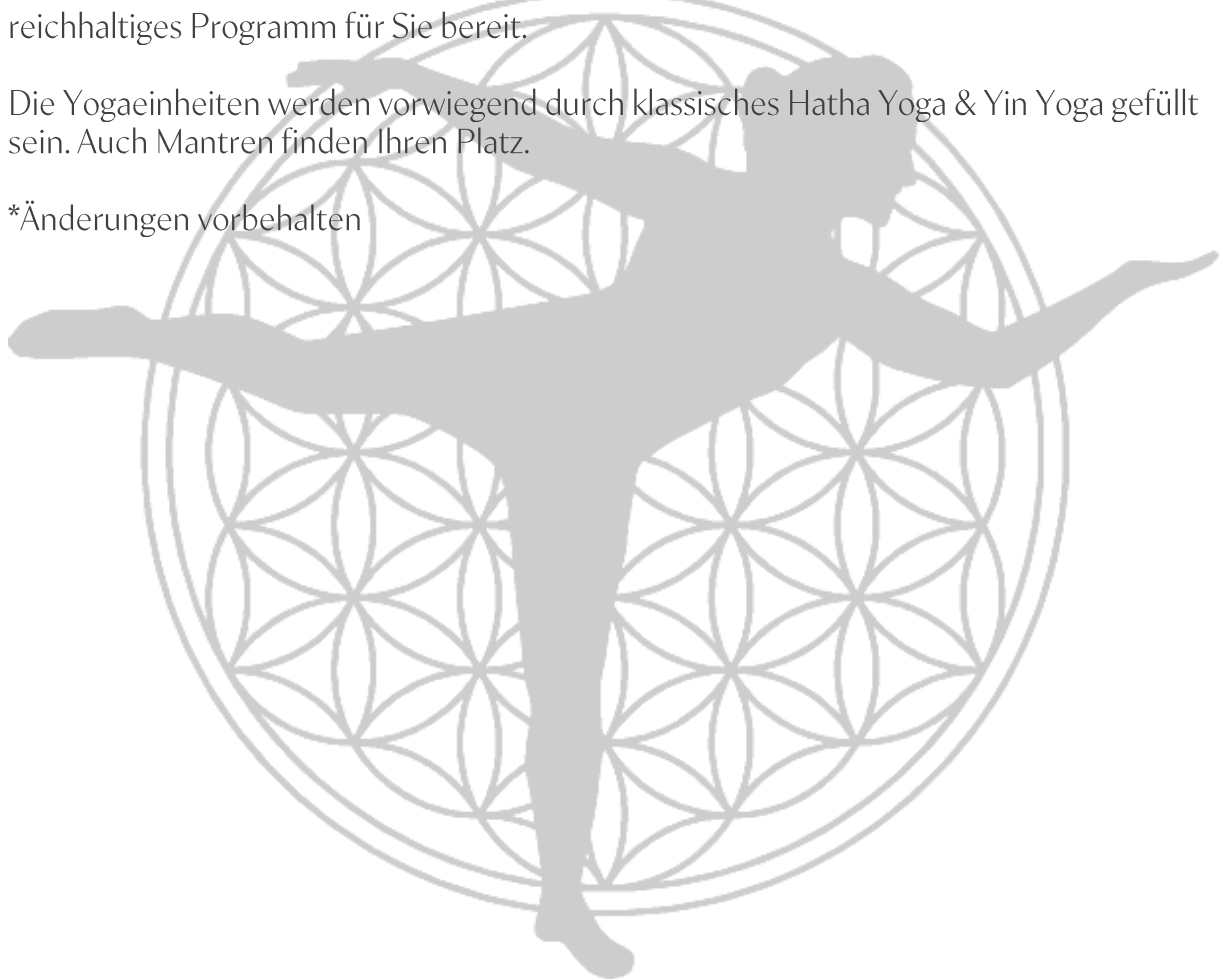 reichhaltiges Programm für Sie bereit.
Die Yogaeinheiten werden vorwiegend durch klassisches Hatha Yoga & Yin Yoga gefüllt
sein. Auch Mantren finden Ihren Platz.
*Änderungen vorbehalten